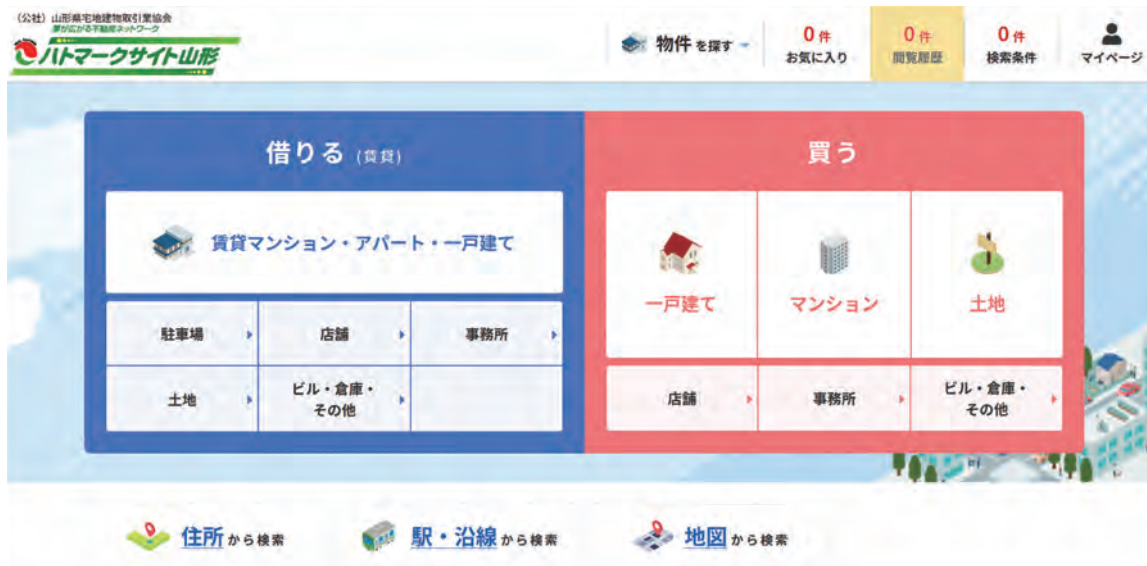 (公社) 山形県宅地建物取引業協会
夢が広がる不動産ネットワーク
ハトマークサイト山形
物件 を探す
0 件
お気に入り
0 件
閲覧履歴
0 件
検索条件
マイページ
借りる (賃貸)
賃貸マンション・アパート・一戸建て
駐車場
店舗
事務所
土地
ビル・倉庫・
その他
買う
一戸建て
マンション
土地
店舗
事務所
ビル・倉庫・
その他
住所から検索
駅・沿線から検索
地図から検索